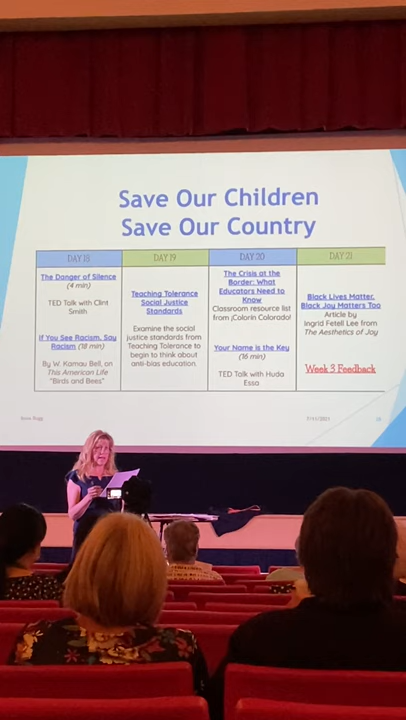 Save Our Children
Save Our Country
DAY 18
The Danger of Silence
(4 min)
TED Talk with Clint
Smith
If You See Racism, Say
Racism (18 min)
By W. Kamau Bell, on
This American Life
"Birds and Bees"
DAY 19
Teaching Tolerance
Social Justice
Standards
Examine the social
justice standards from
Teaching Tolerance to
begin to think about
anti-bias education.
DAY 20
The Crisis at the
Border: What
Educators Need to
Know
Classroom resource list
from ¡Colorín Colorado!
Your Name is the Key
(16 min)
TED Talk with Huda
Essa
DAY 21
Black Lives Matter,
Black Joy Matters Too
Article by
Ingrid Fetell Lee from
The Aesthetics of Joy
Week 3 Feedback